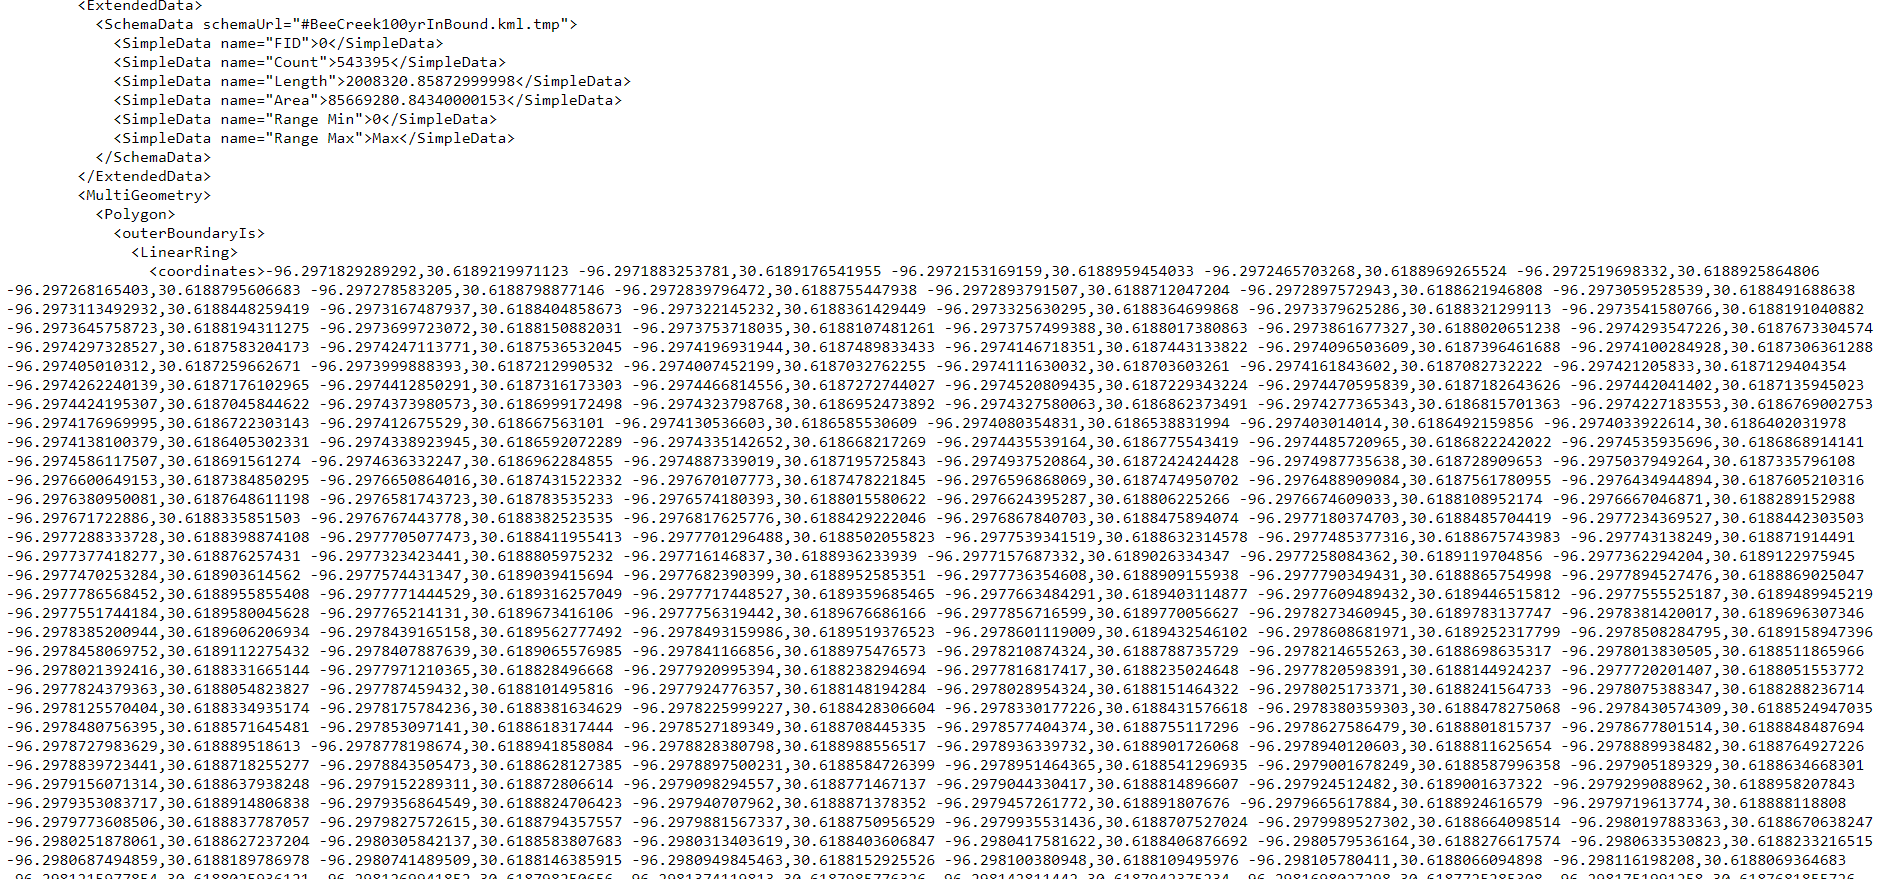 <ExtendedData>
<SchemaData schemaUrl="#BeeCreek100yrInBound.kml.tmp">
<SimpleData name="FID">0</SimpleData>
<SimpleData name="Count">543395</SimpleData>
<SimpleData name="Length">2008320.85872999998</SimpleData>
<SimpleData name="Area">85669280.84340000153</SimpleData>
<SimpleData name="Range Min">0</SimpleData>
<SimpleData name="Range Max">Max</SimpleData>
</SchemaData>
</ExtendedData>
<MultiGeometry>
<Polygon>
<outerBoundaryIs>
<LinearRing>
<coordinates>-96.2971829289292,30.6189219971123 -96.2971883253781,30.6189176541955 -96.2972153169159,30.6188959454033 -96.2972465703268,30.6188969265524 -96.2972519698332,30.6188925864806
-96.297268165403,30.6188795606683 -96.297278583205,30.6188798877146 -96.2972839796472,30.6188755447938 -96.2972893791507,30.6188712047204 -96.2972897572943,30.6188621946808 -96.2973059528539,30.6188491688638
-96.2973113492932,30.6188448259419 -96.2973167487937,30.6188404858673 -96.297322145232,30.6188361429449 -96.2973325630295,30.6188364699868 -96.2973379625286,30.6188321299113 -96.2973541580766,30.6188191040882
-96.2973645758723,30.6188194311275 -96.2973699723072,30.6188150882031 -96.2973753718035,30.6188107481261 -96.2973757499388,30.6188017380863 -96.2973861677327,30.6188020651238 -96.2974293547226,30.6187673304574
-96.2974297328527,30.6187583204173 -96.2974247113771,30.6187536532045 -96.2974196931944,30.6187489833433 -96.2974146718351,30.6187443133822 -96.2974096503609,30.6187396461688 -96.2974100284928,30.6187306361288
-96.297405010312,30.6187259662671 -96.2973999888393,30.6187212990532 -96.2974007452199,30.6187032762255 -96.2974111630032,30.618703603261 -96.2974161843602,30.6187082732222 -96.297421205833,30.6187129404354
-96.2974262240139,30.6187176102965 -96.2974412850291,30.6187316173303 -96.2974466814556,30.6187272744027 -96.2974520809435,30.6187229343224 -96.2974470595839,30.6187182643626 -96.297442041402,30.6187135945023
-96.2974424195307,30.6187045844622 -96.2974373980573,30.6186999172498 -96.2974323798768,30.6186952473892 -96.2974327580063,30.6186862373491 -96.2974277365343,30.6186815701363 -96.2974227183553,30.6186769002753
-96.2974176969995,30.6186722303143 -96.297412675529,30.618667563101 -96.2974130536603,30.6186585530609 -96.2974080354831,30.6186538831994 -96.297403014014,30.6186492159856 -96.2974033922614,30.6186402031978
-96.2974138100379,30.6186405302331 -96.2974338923945,30.6186592072289 -96.2974335142652,30.618668217269 -96.2974435539164,30.6186775543419 -96.2974485720965,30.6186822242022 -96.2974535935696,30.6186868914141
-96.2974586117507,30.618691561274 -96.2974636332247,30.6186962284855 -96.2974887339019,30.6187195725843 -96.2974937520864,30.6187242424428 -96.2974987735638,30.618728909653 -96.2975037949264,30.6187335796108
-96.2976600649153,30.6187384850295 -96.2976650864016,30.6187431522332 -96.297670107773,30.6187478221845 -96.2976596868069,30.6187474950702 -96.2976488909084,30.6187561780955 -96.2976434944894,30.6187605210316
-96.2976380950081,30.6187648611198 -96.2976581743723,30.618783535233 -96.2976574180393,30.6188015580622 -96.2976624395287,30.618806225266 -96.2976674609033,30.6188108952174 -96.2976667046871,30.6188289152988
-96.297671722886,30.6188335851503 -96.2976767443778,30.6188382523535 -96.2976817625776,30.6188429222046 -96.2976867840703,30.6188475894074 -96.2977180374703,30.6188485704419 -96.2977234369527,30.6188442303503
-96.2977288333728,30.6188398874108 -96.2977705077473,30.6188411955413 -96.2977701296488,30.6188502055823 -96.2977539341519,30.6188632314578 -96.2977485377316,30.6188675743983 -96.297743138249,30.618871914491
-96.2977377418277,30.618876257431 -96.2977323423441,30.6188805975232 -96.297716146837,30.6188936233939 -96.2977157687332,30.6189026334347 -96.2977258084362,30.6189119704856 -96.2977362294204,30.6189122975945
-96.2977470253284,30.618903614562 -96.2977574431347,30.6189039415694 -96.2977682390399,30.6188952585351 -96.2977736354608,30.6188909155938 -96.2977790349431,30.6188865754998 -96.2977894527476,30.6188869025047
-96.2977786568452,30.6188955855408 -96.2977771444529,30.6189316257049 -96.2977717448527,30.6189359685465 -96.2977663484291,30.6189403114877 -96.2977609489432,30.6189446515812 -96.2977555525187,30.6189489945219
-96.2977551744184,30.6189580045628 -96.297765214131,30.6189673416106 -96.2977756319442,30.6189676686166 -96.2977856716599,30.6189770056627 -96.2978273460945,30.6189783137747 -96.2978381420017,30.6189696307346
-96.2978385200944,30.6189606206934 -96.2978439165158,30.6189562777492 -96.2978493159986,30.6189519376523 -96.2978601119009,30.6189432546102 -96.2978608681971,30.6189252317799 -96.2978508284795,30.6189158947396
-96.2978458069752,30.6189112275432 -96.2978407887639,30.6189065576985 -96.297841166856,30.6188975476573 -96.2978210874324,30.6188788735729 -96.2978214655263,30.6188698635317 -96.2978013830505,30.6188511865966
-96.2978021392416,30.6188331665144 -96.2977971210365,30.618828496668 -96.2977920995394,30.6188238294694 -96.2977816817417,30.6188235024648 -96.2977820598391,30.6188144924237 -96.2977720201407,30.6188051553772
-96.2977824379363,30.6188054823827 -96.297787459432,30.6188101495816 -96.2977924776357,30.6188148194284 -96.2978028954324,30.6188151464322 -96.2978025173371,30.6188241564733 -96.2978075388347,30.6188288236714
-96.2978125570404,30.6188334935174 -96.2978175784236,30.6188381634629 -96.2978225999227,30.6188428306604 -96.2978330177226,30.6188431576618 -96.2978380359303,30.6188478275068 -96.2978430574309,30.6188524947035
-96.2978480756395,30.6188571645481 -96.297853097141,30.6188618317444 -96.2978527189349,30.6188708445335 -96.2978577404374,30.6188755117296 -96.2978627586479,30.6188801815737 -96.2978677801514,30.6188848487694
-96.2978727983629,30.618889518613 -96.2978778198674,30.6188941858084 -96.2978828380798,30.6188988556517 -96.2978936339732,30.6188901726068 -96.2978940120603,30.6188811625654 -96.2978889938482,30.6188764927226
-96.2978839723441,30.6188718255277 -96.2978843505473,30.6188628127385 -96.2978897500231,30.6188584726399 -96.2978951464365,30.6188541296935 -96.2979001678249,30.6188587996358 -96.297905189329,30.6188634668301
-96.2979156071314,30.6188637938248 -96.2979152289311,30.618872806614 -96.2979098294557,30.6188771467137 -96.2979044330417,30.6188814896607 -96.297924512482,30.6189001637322 -96.2979299088962,30.6188958207843
-96.2979353083717,30.6188914806838 -96.2979356864549,30.6188824706423 -96.297940707962,30.6188871378352 -96.2979457261772,30.618891807676 -96.2979665617884,30.6188924616579 -96.2979719613774,30.618888118808
-96.2979773608506,30.6188837787057 -96.2979827572615,30.6188794357557 -96.2979881567337,30.6188750956529 -96.2979935531436,30.6188707527024 -96.2979989527302,30.6188664098514 -96.2980197883363,30.6188670638247
-96.2980251878061,30.6188627237204 -96.2980305842137,30.6188583807683 -96.2980313403619,30.6188403606847 -96.2980417581622,30.6188406876692 -96.2980579536164,30.6188276617574 -96.2980633530823,30.6188233216515
-96.2980687494859,30.6188189786978 -96.2980741489509,30.6188146385915 -96.2980949845463,30.6188152925526 -96.298100380948,30.6188109495976 -96.298105780411,30.6188066094898 -96.298116198208,30.6188069364683